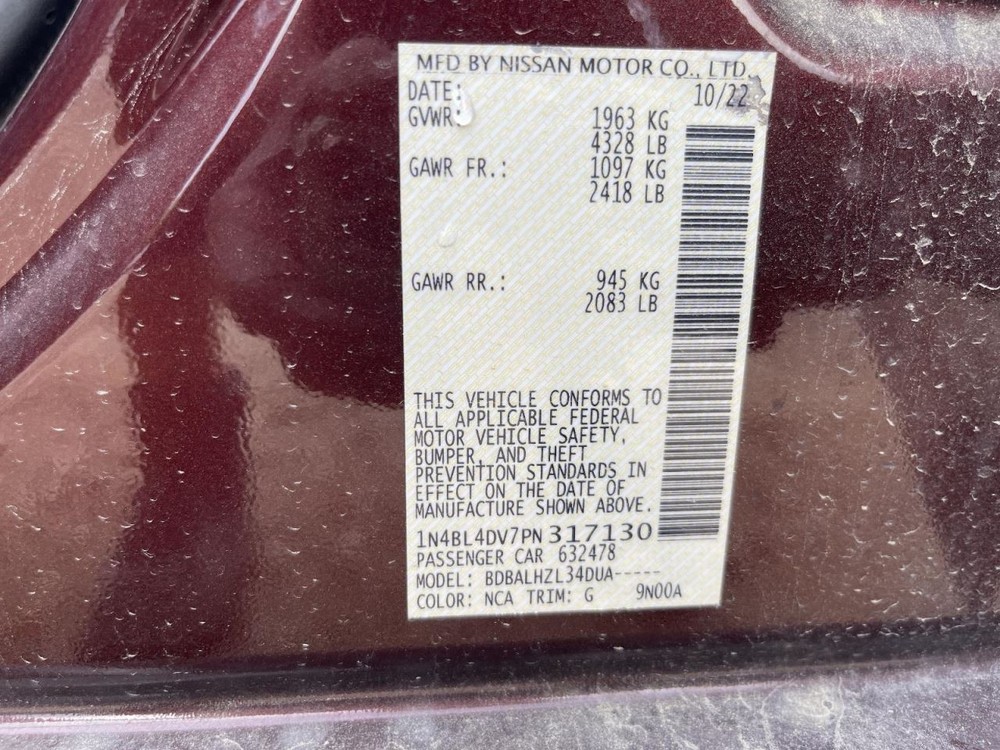 MFD BY NISSAN MOTOR CO., LTD.
DATE: 10/22
GVWR: 1963 KG
4328 LB
GAWR FR.: 1097 KG
2418 LB
GAWR RR.: 945 KG
2083 LB
THIS VEHICLE CONFORMS TO
ALL APPLICABLE FEDERAL
MOTOR VEHICLE SAFETY,
BUMPER, AND THEFT
PREVENTION STANDARDS IN
EFFECT ON THE DATE OF
MANUFACTURE SHOWN ABOVE.
1N4BL4DV7PN317130
PASSENGER CAR 632478
MODEL: BDBALHZL34DUA-----
COLOR: NCA TRIM: G 9N00A